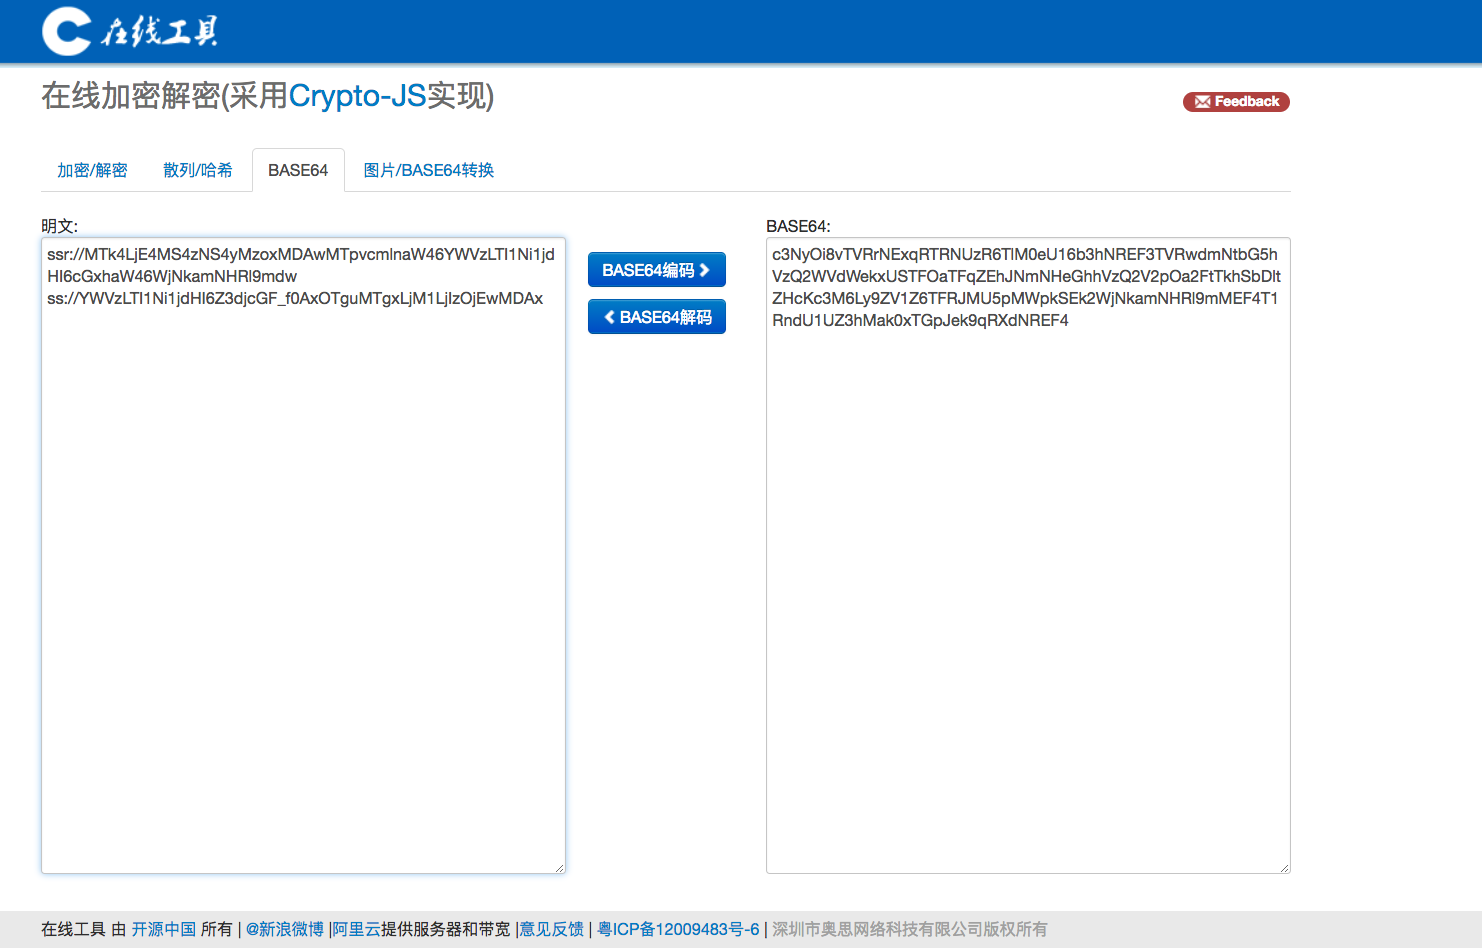 在线工具
在线加密解密(采用Crypto-JS实现)
Feedback
加密/解密 散列/哈希 BASE64 图片/BASE64转换
明文:
ssr://MTk4LjE4MS4zNS4yMzoxMDAwMTpvcmlnaW46YWVzLTI1Ni1jd
Hl6cGxhaW46WjNkamNHRl9mdw
ss://YWVzLTI1Ni1jdHI6Z3djcGF_f0AxOTguMTgxLjM1LjIzOjEwMDAx
BASE64编码
BASE64解码
BASE64:
c3NyOi8vTVRrNExqRTRNUzR6TlM0eU16b3hNREF3TVRwdmNtbG5h
VzQ2WVdWekxUSTFOaTFqZEhJNmNHeGhhVzQ2V2pOa2FtTkhSbDlt
ZHcKc3M6Ly9ZV1Z6TFRJMU5pMWpkSEk2WjNkamNHRl9mMEF4T1
RndU1UZ3hMak0xTGpJek9qRXdNREF4
在线工具 由 开源中国 所有 | @新浪微博 |阿里云提供服务器和带宽 |意见反馈 | 粤ICP备12009483号-6 | 深圳市奥思网络科技有限公司版权所有